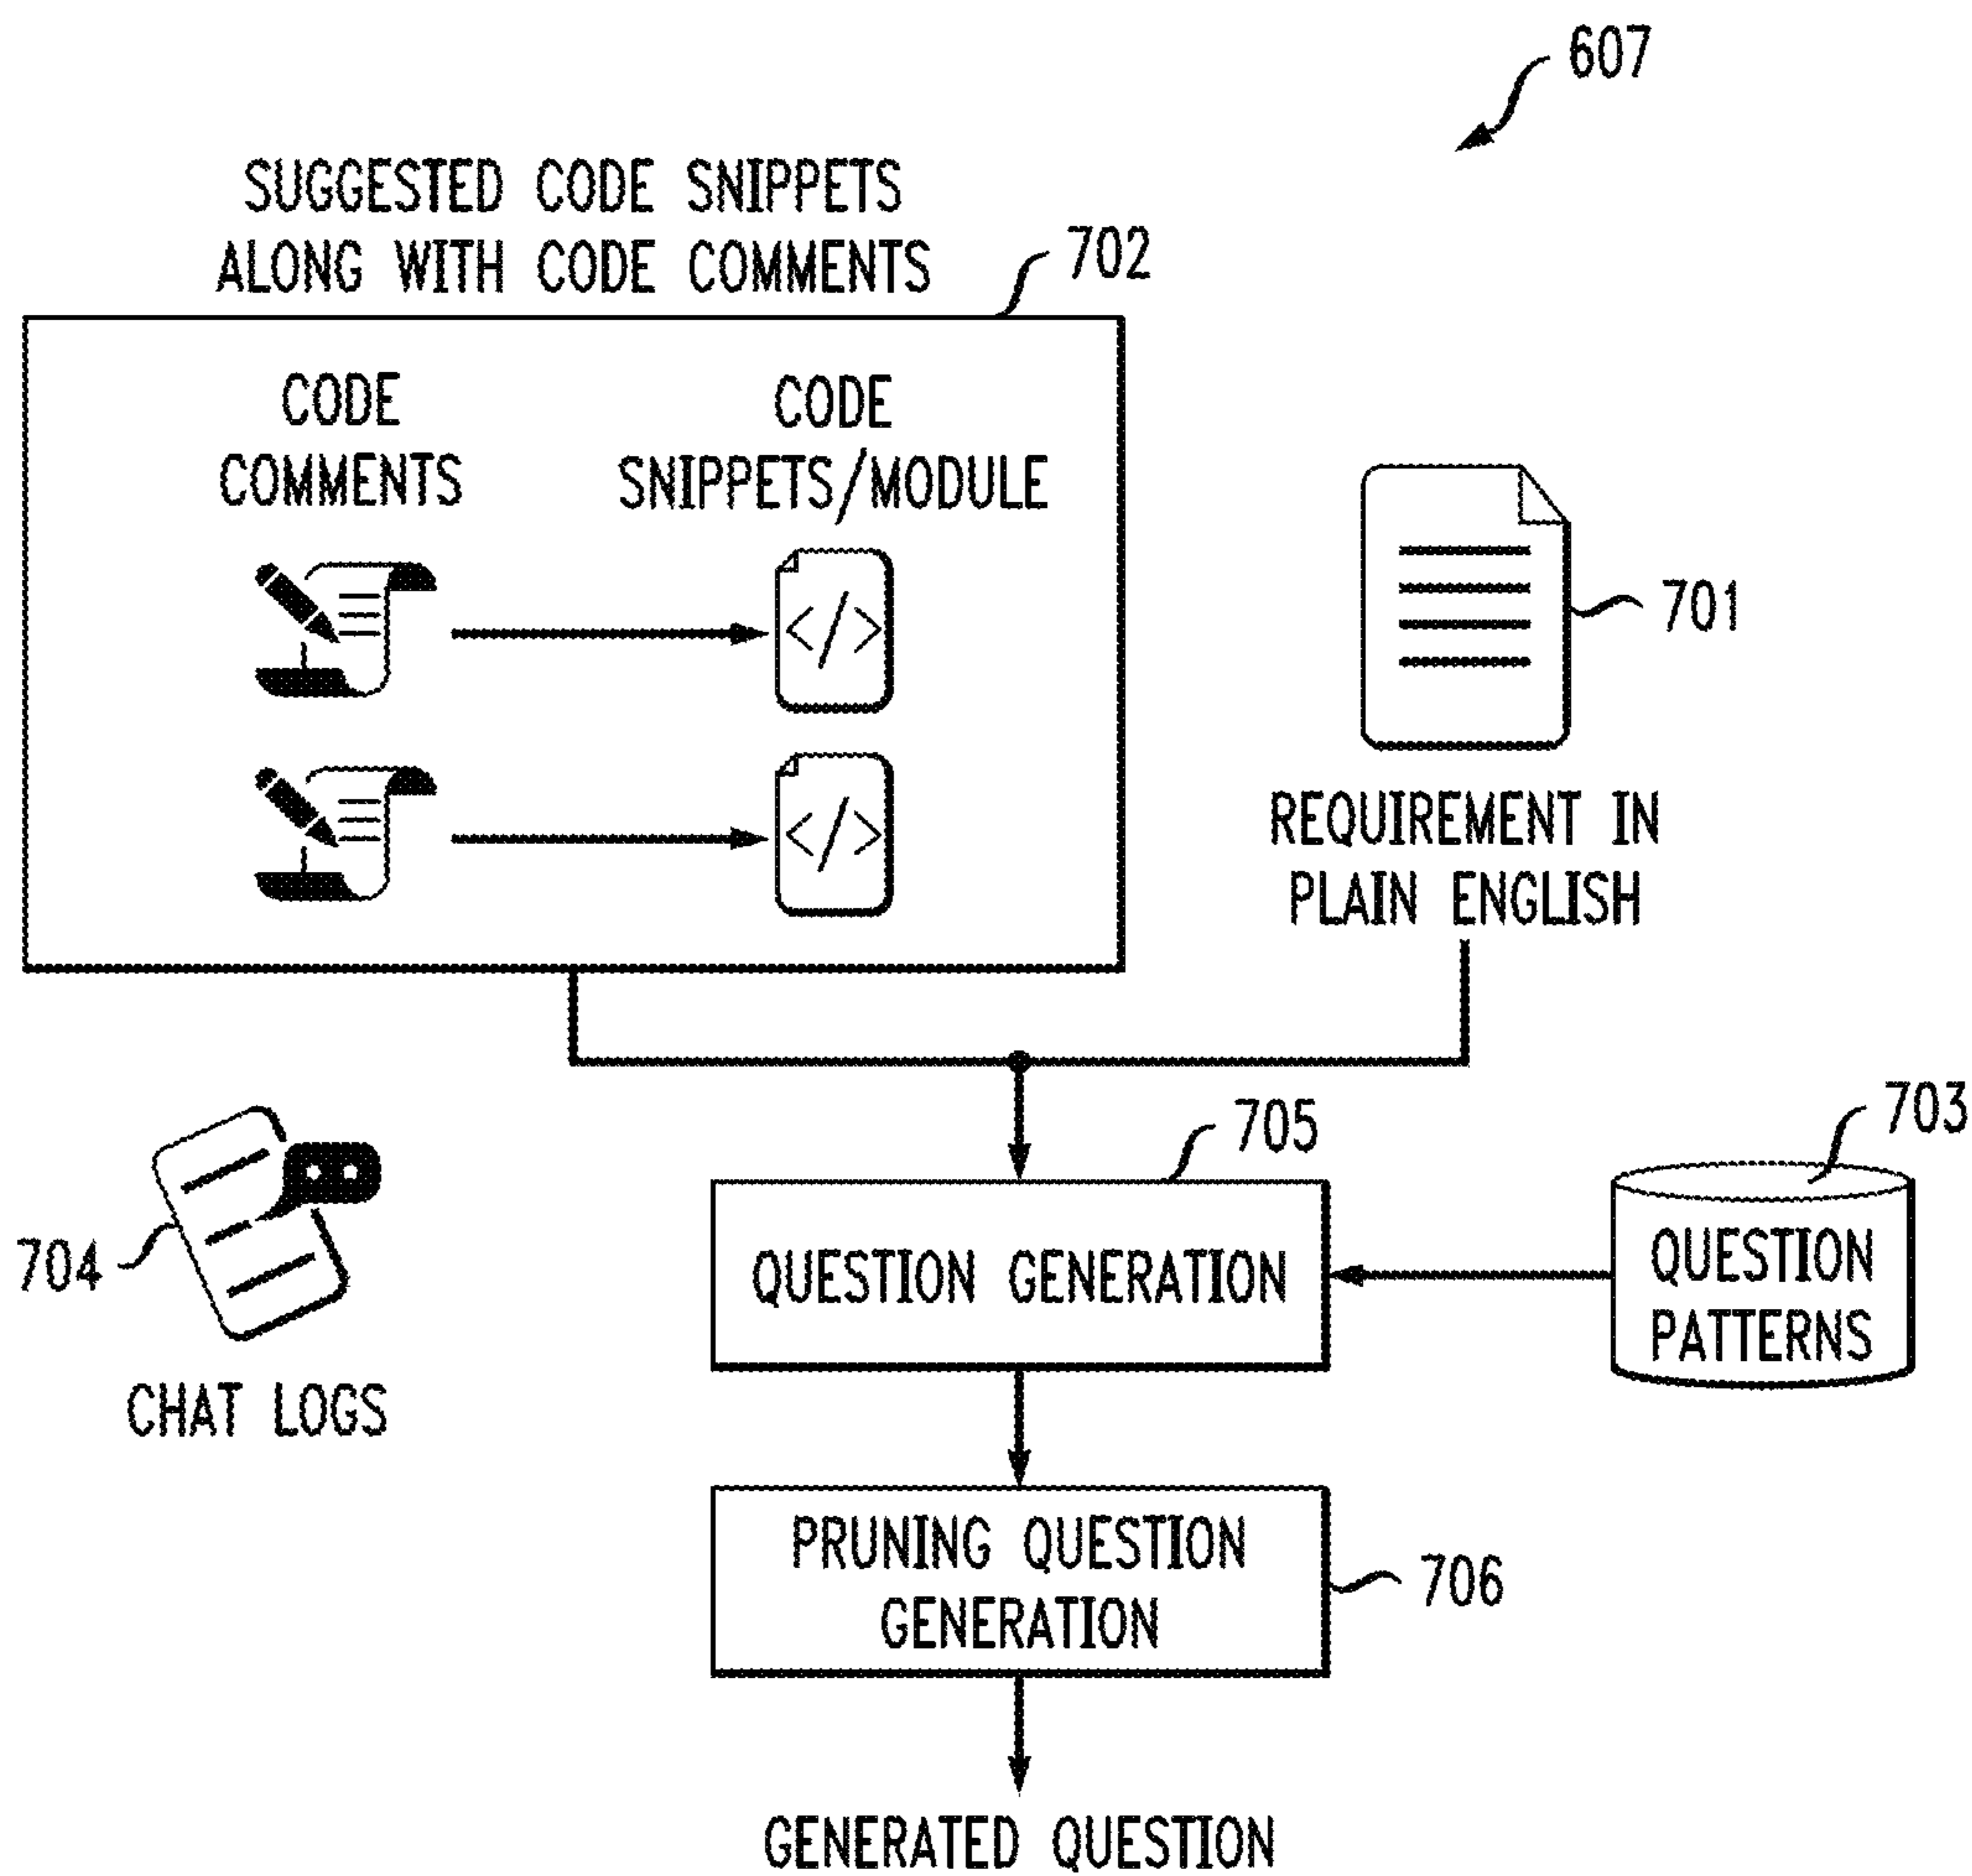 607
SUGGESTED CODE SNIPPETS
ALONG WITH CODE COMMENTS
702
CODE
COMMENTS
CODE
SNIPPETS/MODULE
</>
</>
701
REQUIREMENT IN
PLAIN ENGLISH
704
CHAT LOGS
705
QUESTION GENERATION
703
QUESTION
PATTERNS
PRUNING QUESTION
GENERATION
706
GENERATED QUESTION